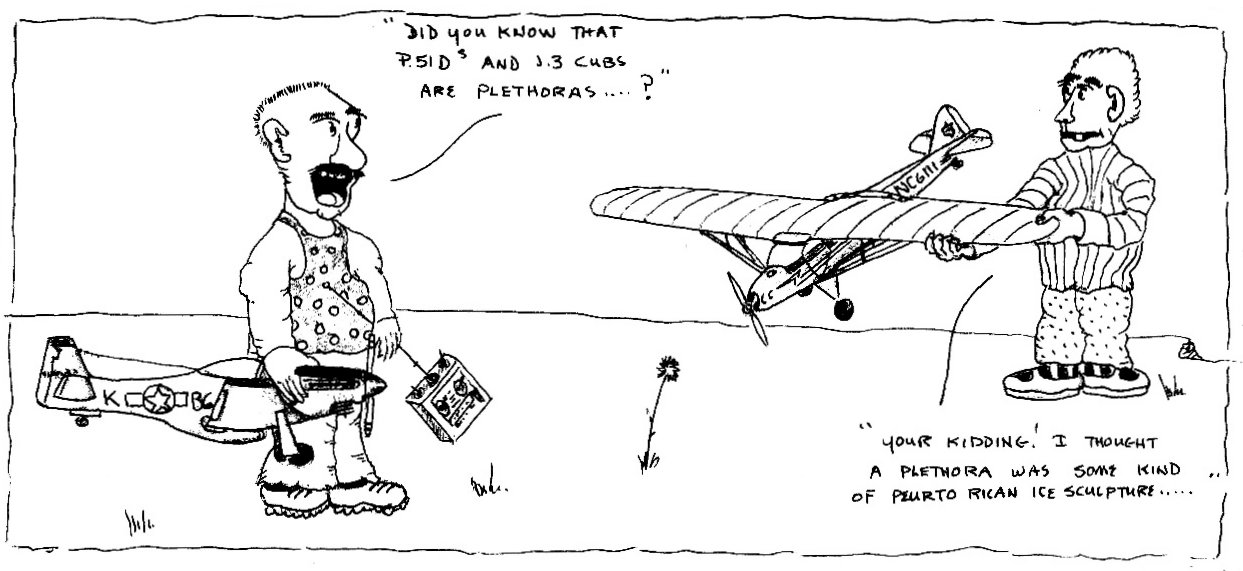 "DID YOU KNOW THAT
P.51Dˢ AND J.3 CUBS
ARE PLETHORAS....?"
NC6111
K B6
"YOUR KIDDING! I THOUGHT
A PLETHORA WAS SOME KIND
OF PEURTO RICAN ICE SCULPTURE....."